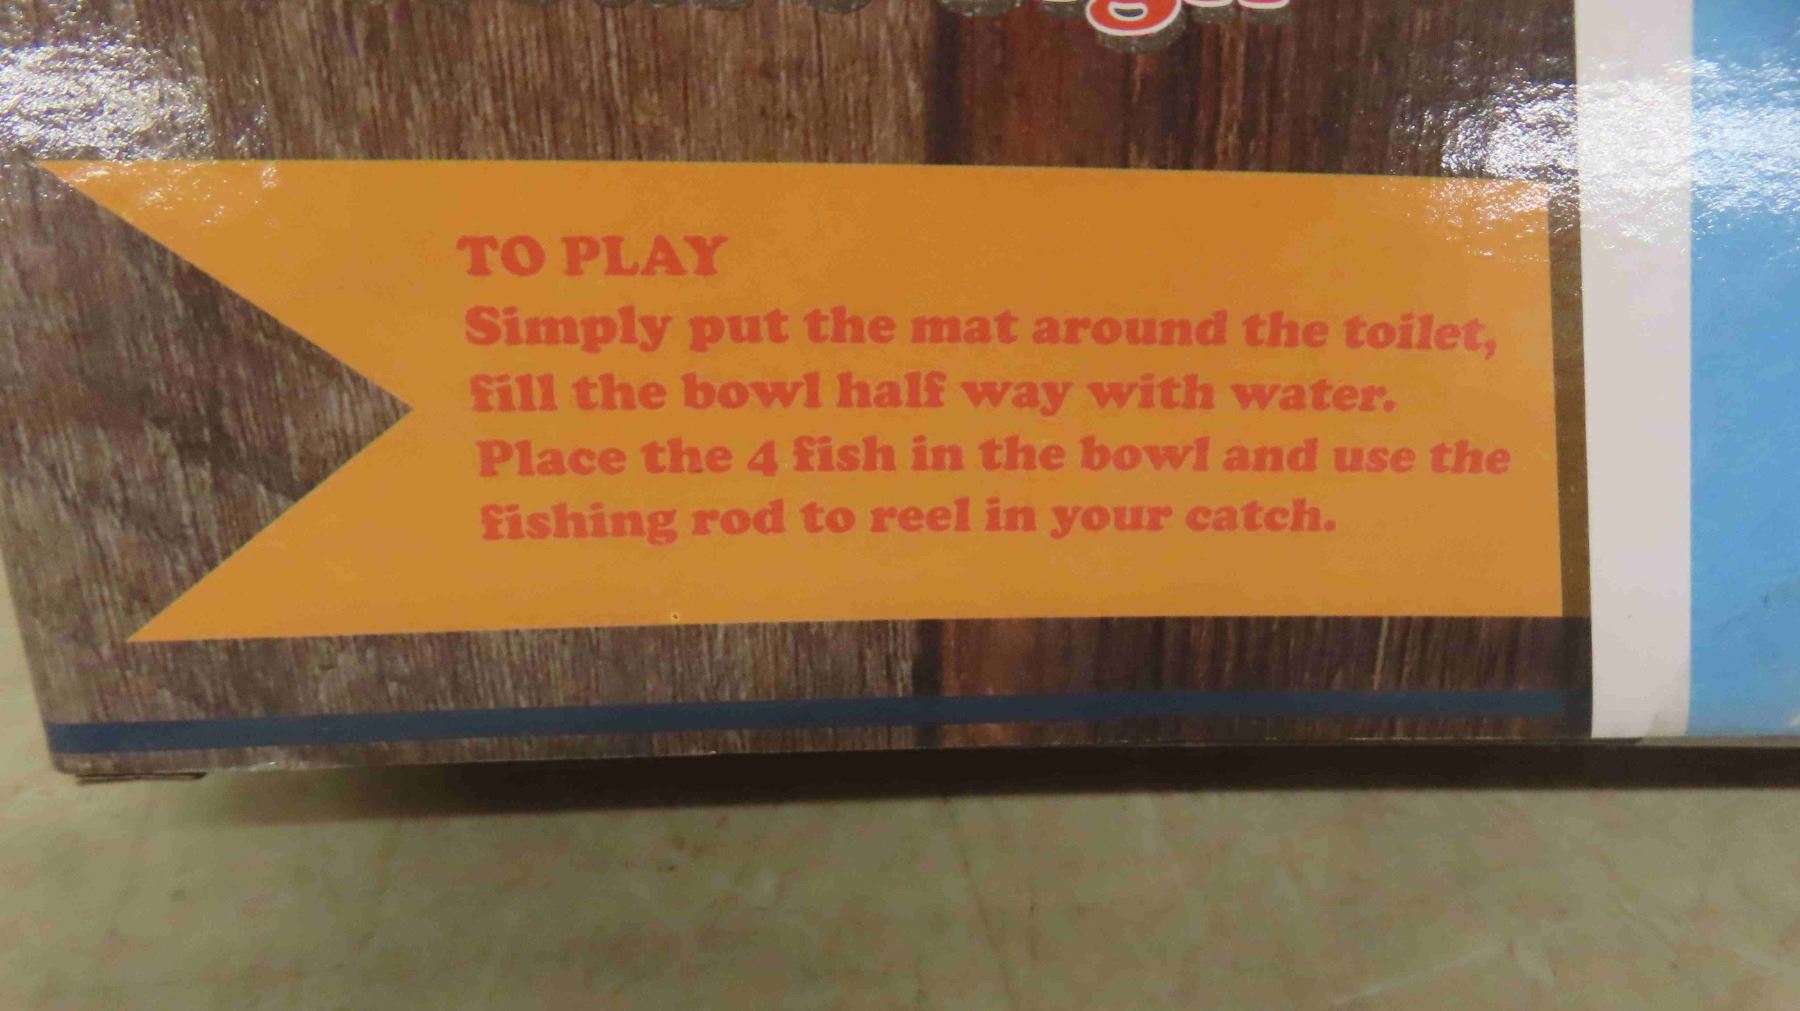 TO PLAY
Simply put the mat around the toilet,
fill the bowl half way with water.
Place the 4 fish in the bowl and use the
fishing rod to reel in your catch.